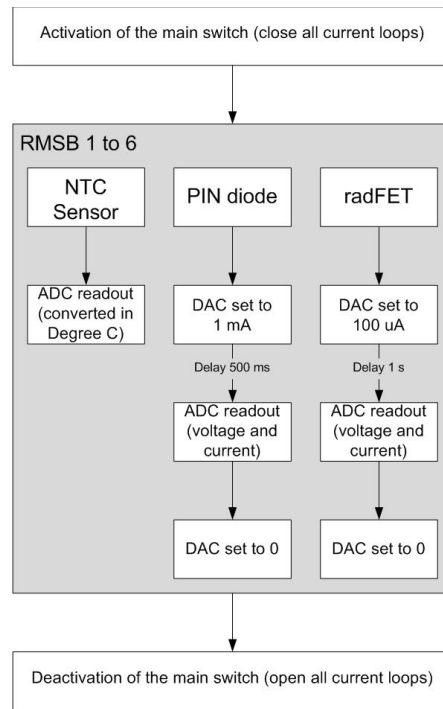 Activation of the main switch (close all current loops)
RMSB 1 to 6
NTC
Sensor
ADC readout
(converted in
Degree C)
PIN diode
DAC set to
1 mA
Delay 500 ms
ADC readout
(voltage and
current)
DAC set to 0
radFET
DAC set to
100 uA
Delay 1 s
ADC readout
(voltage and
current)
DAC set to 0
Deactivation of the main switch (open all current loops)